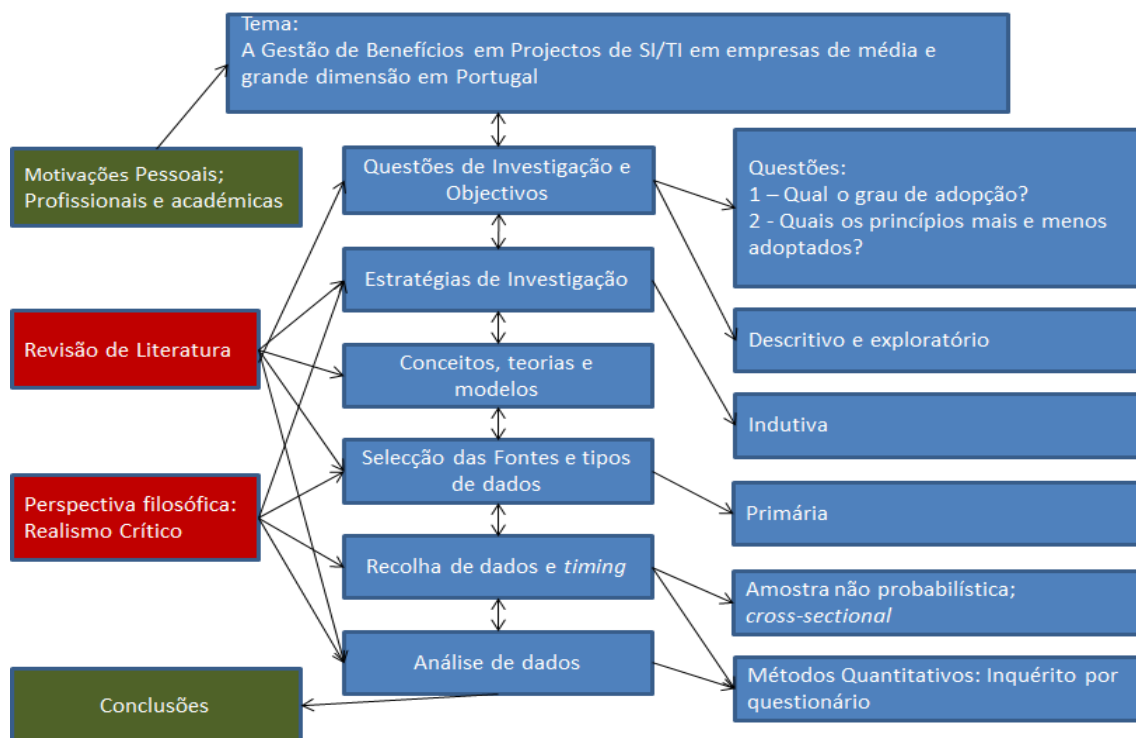 Tema:
A Gestão de Benefícios em Projectos de SI/TI em empresas de média e
grande dimensão em Portugal
Motivações Pessoais;
Profissionais e académicas
Questões de Investigação e
Objectivos
Questões:
1 – Qual o grau de adopção?
2 - Quais os princípios mais e menos
adoptados?
Estratégias de Investigação
Revisão de Literatura
Descritivo e exploratório
Conceitos, teorias e
modelos
Indutiva
Selecção das Fontes e tipos
de dados
Perspectiva filosófica:
Realismo Crítico
Primária
Recolha de dados e timing
Amostra não probabilística;
cross-sectional
Análise de dados
Métodos Quantitativos: Inquérito por
questionário
Conclusões